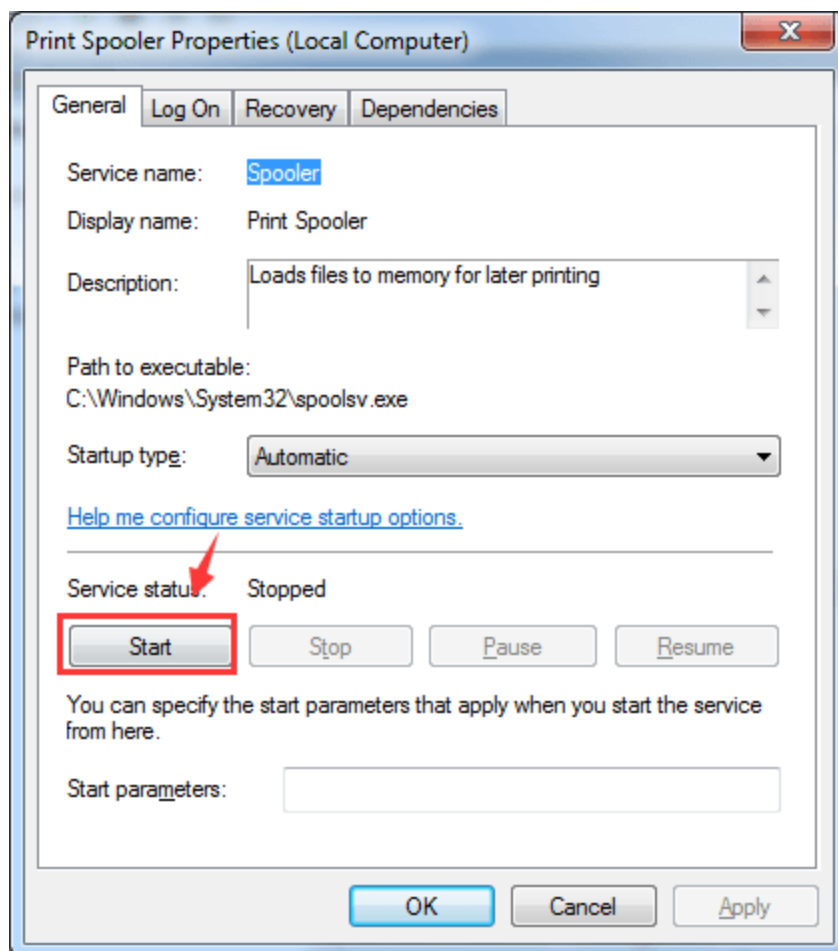 Print Spooler Properties (Local Computer)
General Log On Recovery Dependencies
Service name: Spooler
Display name: Print Spooler
Description: Loads files to memory for later printing
Path to executable:
C:\Windows\System32\spoolsv.exe
Startup type: Automatic
Help me configure service startup options.
Service status: Stopped
Start Stop Pause Resume
You can specify the start parameters that apply when you start the service
from here.
Start parameters:
OK Cancel Apply